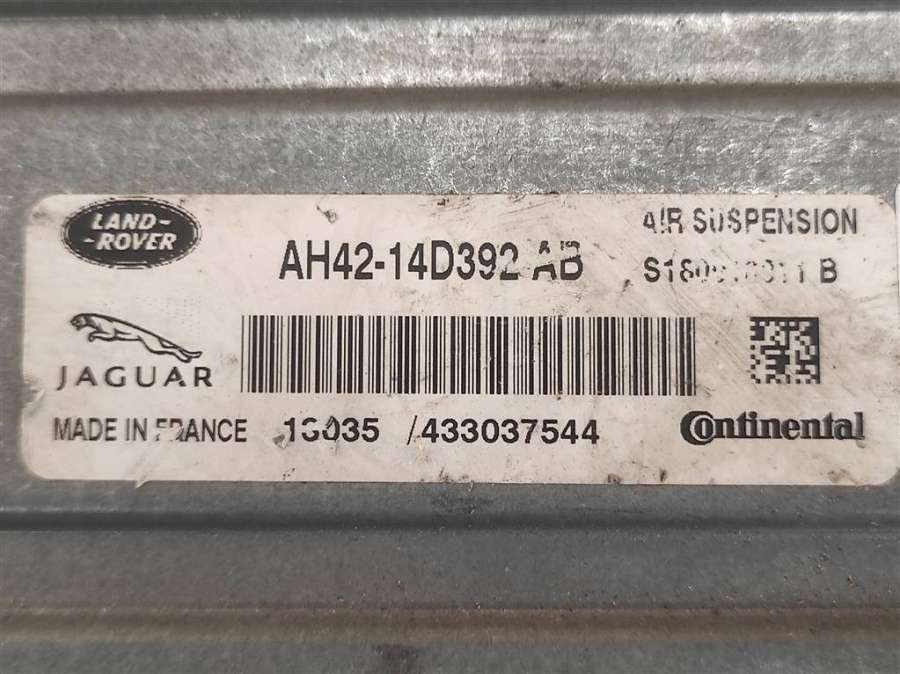 LAND-
-ROVER
AIR SUSPENSION
AH42-14D392 AB
B
JAGUAR
MADE IN FRANCE /433037544
Continental